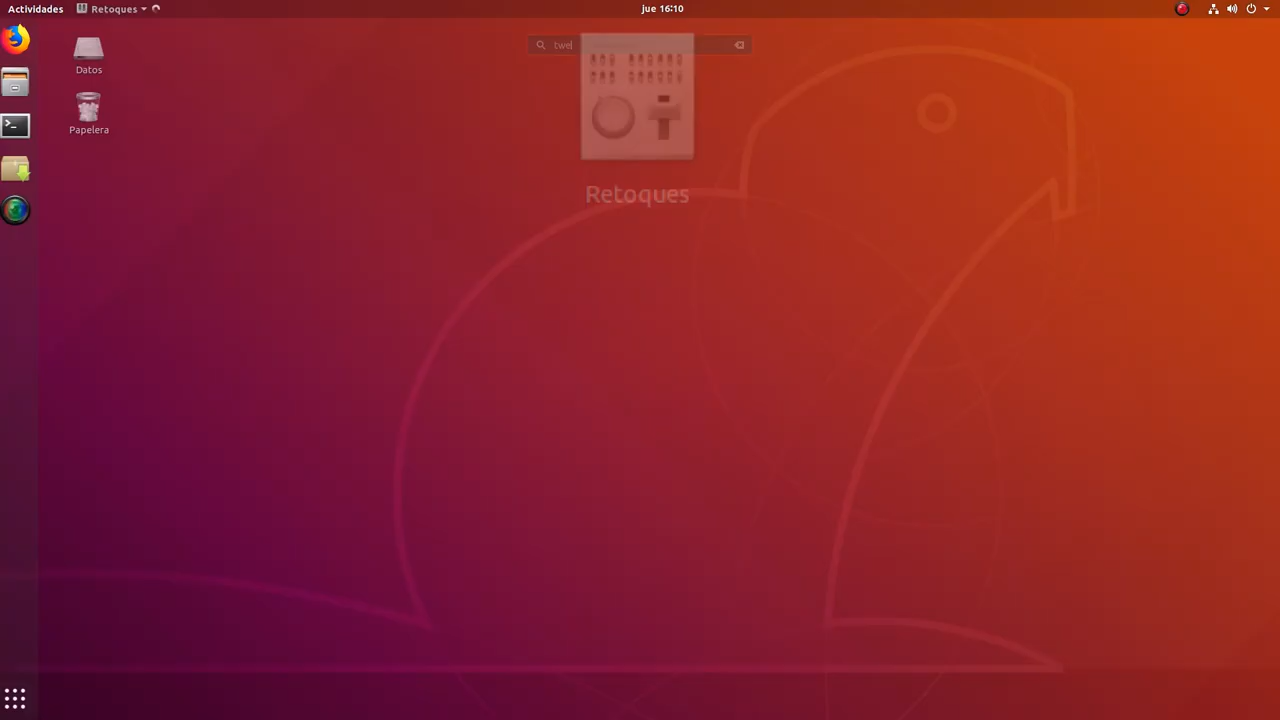 Actividades
Retoques
jue 16:10
twe
Datos
Papelera
Retoques